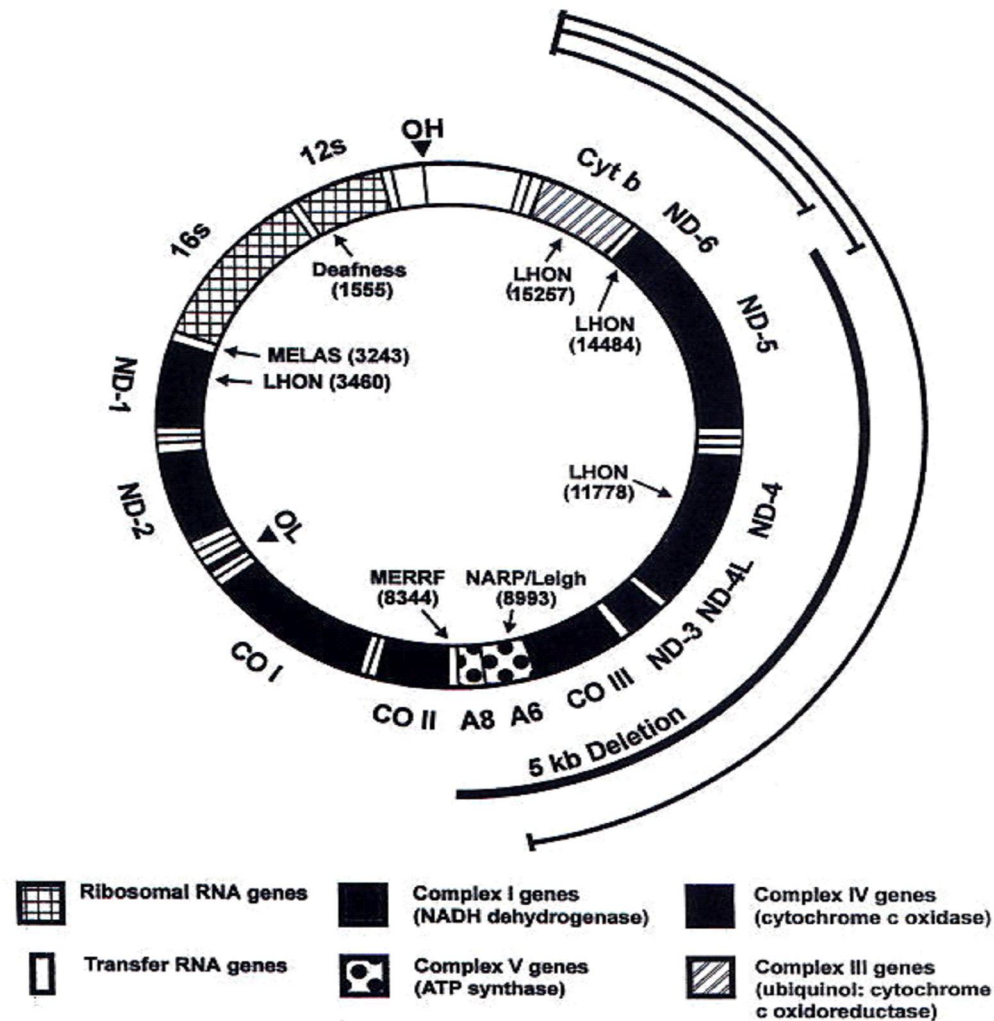 OH
12s
16s
Cyt b
ND-6
ND-5
Deafness
(1555)
LHON
(15257)
LHON
(14484)
MELAS (3243)
LHON (3460)
ND-1
ND-2
LHON
(11778)
ND-4
OL
MERRF
(8344)
NARP/Leigh
(8993)
ND-4L
ND-3
CO I
CO II
A8
A6
CO III
5 kb Deletion
Ribosomal RNA genes
Complex I genes
(NADH dehydrogenase)
Complex IV genes
(cytochrome c oxidase)
Transfer RNA genes
Complex V genes
(ATP synthase)
Complex III genes
(ubiquinol: cytochrome
c oxidoreductase)